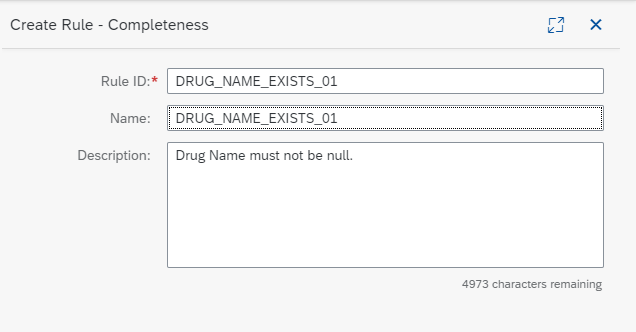 Create Rule - Completeness
Rule ID:* DRUG_NAME_EXISTS_01
Name: DRUG_NAME_EXISTS_01
Description: Drug Name must not be null.
4973 characters remaining